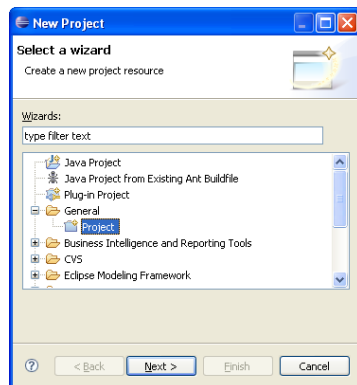 New Project
Select a wizard
Create a new project resource
Wizards:
type filter text
Java Project
Java Project from Existing Ant Buildfile
Plug-in Project
General
Project
Business Intelligence and Reporting Tools
CVS
Eclipse Modeling Framework
? < Back Next > Finish Cancel